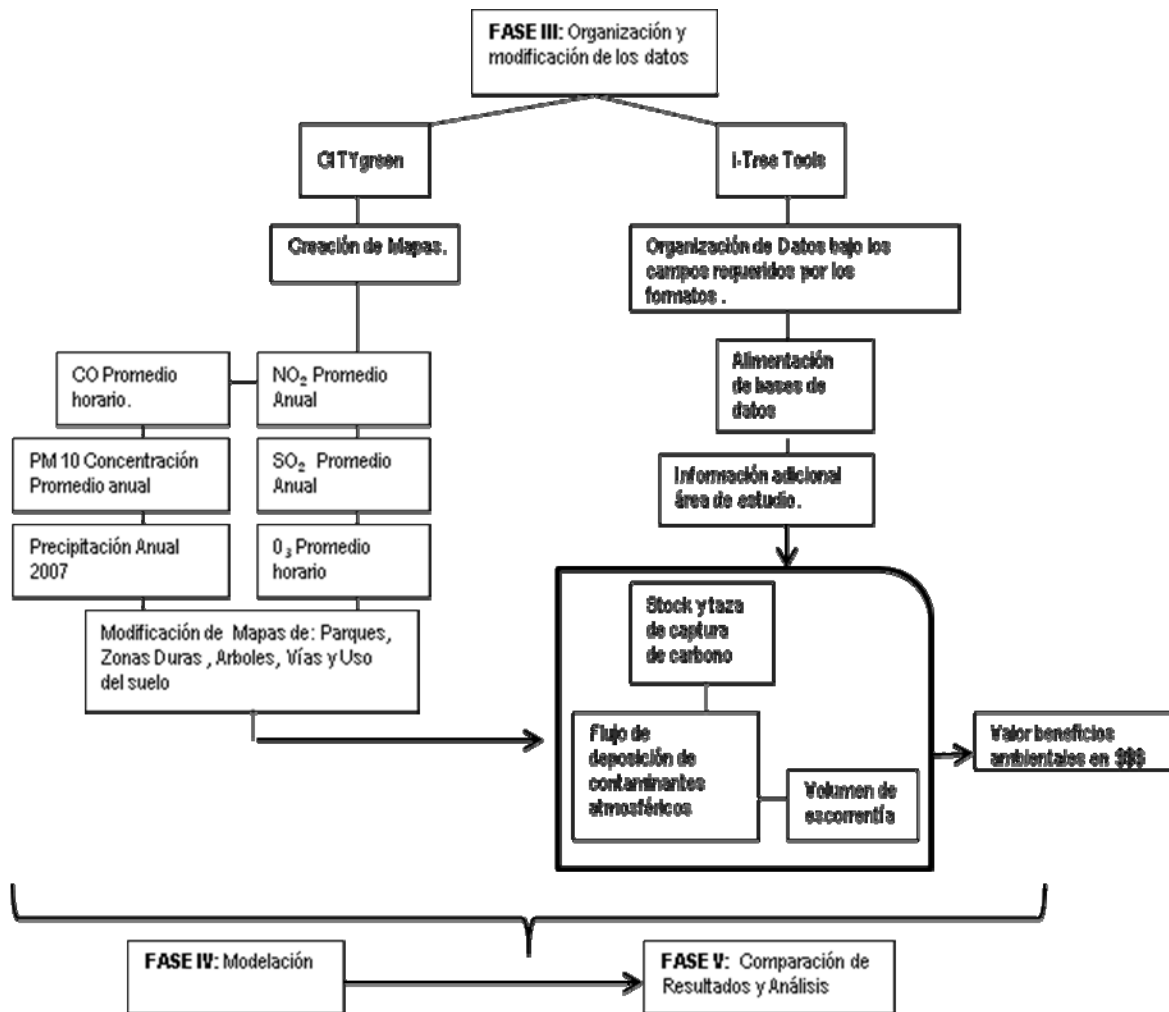 FASE III: Organización y
modificación de los datos
CITYgreen
i-Tree Tools
Creación de Mapas.
Organización de Datos bajo los
campos requeridos por los
formatos .
CO Promedio
horario.
NO₂ Promedio
Anual
Alimentación
de bases de
datos
PM 10 Concentración
Promedio anual
SO₂ Promedio
Anual
Información adicional
área de estudio.
Precipitación Anual
2007
0₃ Promedio
horario
Modificación de Mapas de: Parques,
Zonas Duras , Arboles, Vías y Uso
del suelo
Stock y taza
de captura
de carbono
Flujo de
deposición de
contaminantes
atmosféricos
Volumen de
escorrentía
Valor beneficios
ambientales en $$$
FASE IV: Modelación
FASE V: Comparación de
Resultados y Análisis